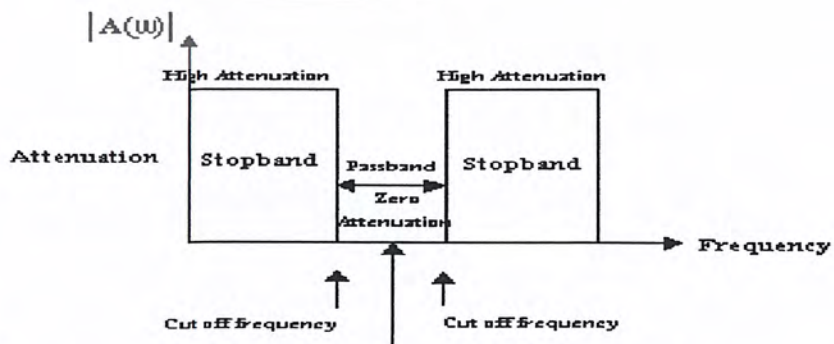 |A(w)|
High Attenuation
High Attenuation
Attenuation
Stopband
Passband
Stopband
Zero
Attenuation
Frequency
Cut off frequency
Cut off frequency